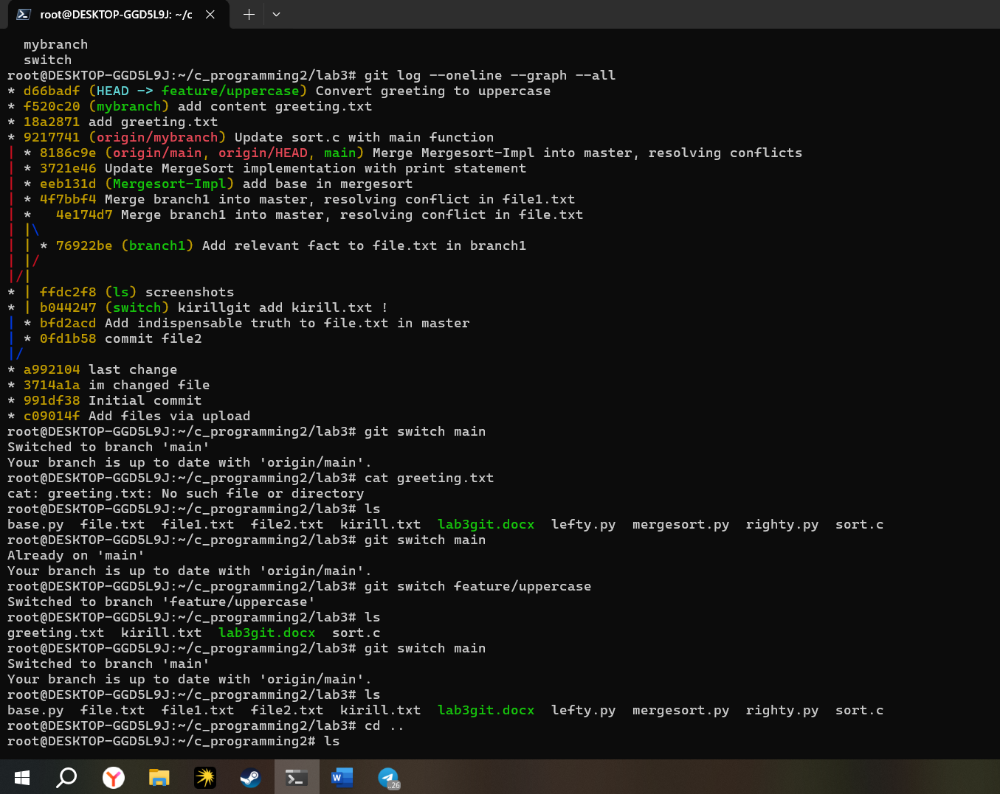 root@DESKTOP-GGD5L9J: ~/c
mybranch
switch
root@DESKTOP-GGD5L9J:~/c_programming2/lab3# git log --oneline --graph --all
* d66badf (HEAD -> feature/uppercase) Convert greeting to uppercase
* f520c20 (mybranch) add content greeting.txt
* 18a2871 add greeting.txt
* 9217741 (origin/mybranch) Update sort.c with main function
| * 8186c9e (origin/main, origin/HEAD, main) Merge Mergesort-Impl into master, resolving conflicts
| * 3721e46 Update MergeSort implementation with print statement
| * eeb131d (Mergesort-Impl) add base in mergesort
| * 4f7bbf4 Merge branch1 into master, resolving conflict in file1.txt
| *   4e174d7 Merge branch1 into master, resolving conflict in file.txt
| |\
| | * 76922be (branch1) Add relevant fact to file.txt in branch1
| |/
|/|
* | ffdc2f8 (ls) screenshots
* | b044247 (switch) kirillgit add kirill.txt !
| * bfd2acd Add indispensable truth to file.txt in master
| * 0fd1b58 commit file2
|/
* a992104 last change
* 3714a1a im changed file
* 991df38 Initial commit
* c09014f Add files via upload
root@DESKTOP-GGD5L9J:~/c_programming2/lab3# git switch main
Switched to branch 'main'
Your branch is up to date with 'origin/main'.
root@DESKTOP-GGD5L9J:~/c_programming2/lab3# cat greeting.txt
cat: greeting.txt: No such file or directory
root@DESKTOP-GGD5L9J:~/c_programming2/lab3# ls
base.py  file.txt  file1.txt  file2.txt  kirill.txt  lab3git.docx  lefty.py  mergesort.py  righty.py  sort.c
root@DESKTOP-GGD5L9J:~/c_programming2/lab3# git switch main
Already on 'main'
Your branch is up to date with 'origin/main'.
root@DESKTOP-GGD5L9J:~/c_programming2/lab3# git switch feature/uppercase
Switched to branch 'feature/uppercase'
root@DESKTOP-GGD5L9J:~/c_programming2/lab3# ls
greeting.txt  kirill.txt  lab3git.docx  sort.c
root@DESKTOP-GGD5L9J:~/c_programming2/lab3# git switch main
Switched to branch 'main'
Your branch is up to date with 'origin/main'.
root@DESKTOP-GGD5L9J:~/c_programming2/lab3# ls
base.py  file.txt  file1.txt  file2.txt  kirill.txt  lab3git.docx  lefty.py  mergesort.py  righty.py  sort.c
root@DESKTOP-GGD5L9J:~/c_programming2/lab3# cd ..
root@DESKTOP-GGD5L9J:~/c_programming2# ls
..26